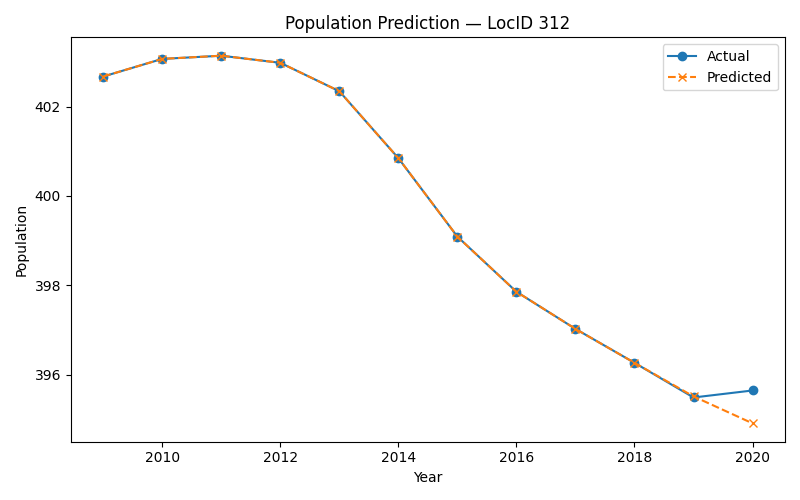 Population Prediction — LocID 312
Actual
Predicted
Population
402
400
398
396
2010 2012 2014 2016 2018 2020
Year